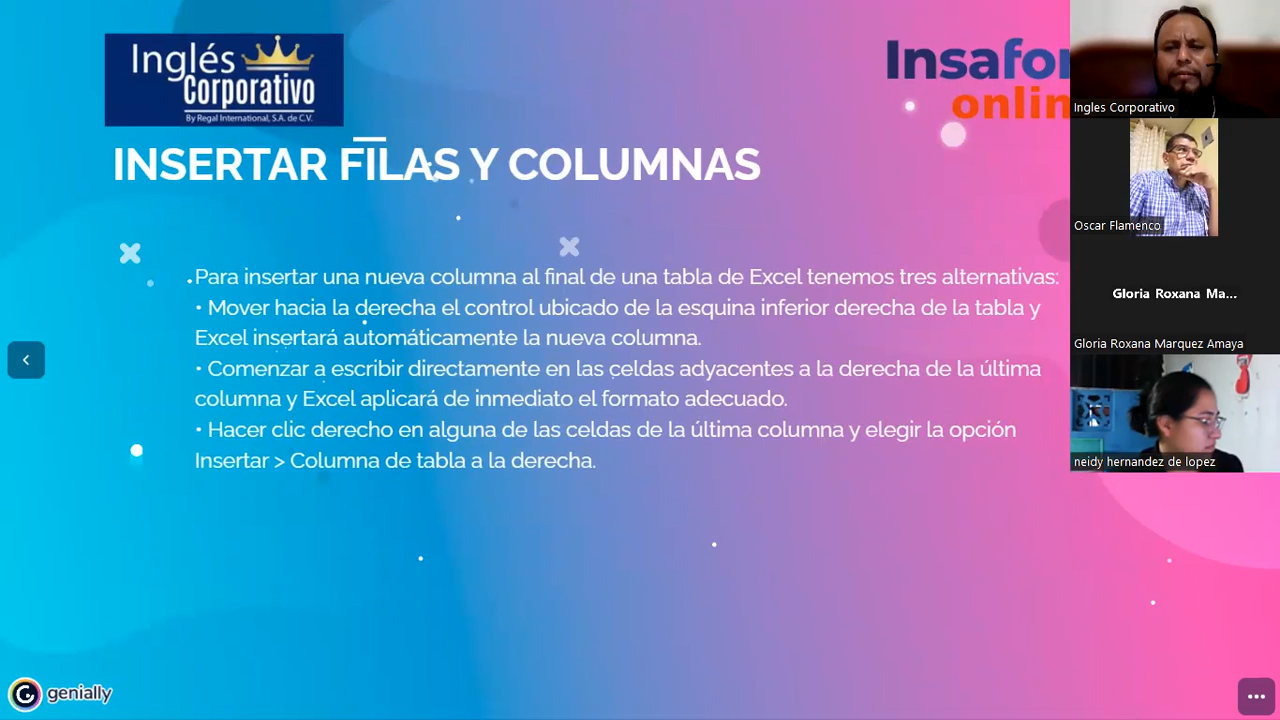 Inglés
Corporativo
By Regal International, S.A. de C.V.
Insafor
onlin
INSERTAR FILAS Y COLUMNAS
Para insertar una nueva columna al final de una tabla de Excel tenemos tres alternativas:
• Mover hacia la derecha el control ubicado de la esquina inferior derecha de la tabla y
Excel insertará automáticamente la nueva columna.
• Comenzar a escribir directamente en las celdas adyacentes a la derecha de la última
columna y Excel aplicará de inmediato el formato adecuado.
• Hacer clic derecho en alguna de las celdas de la última columna y elegir la opción
Insertar > Columna de tabla a la derecha.
genially
Ingles Corporativo
Oscar Flamenco
Gloria Roxana Ma...
Gloria Roxana Marquez Amaya
neidy hernandez de lopez